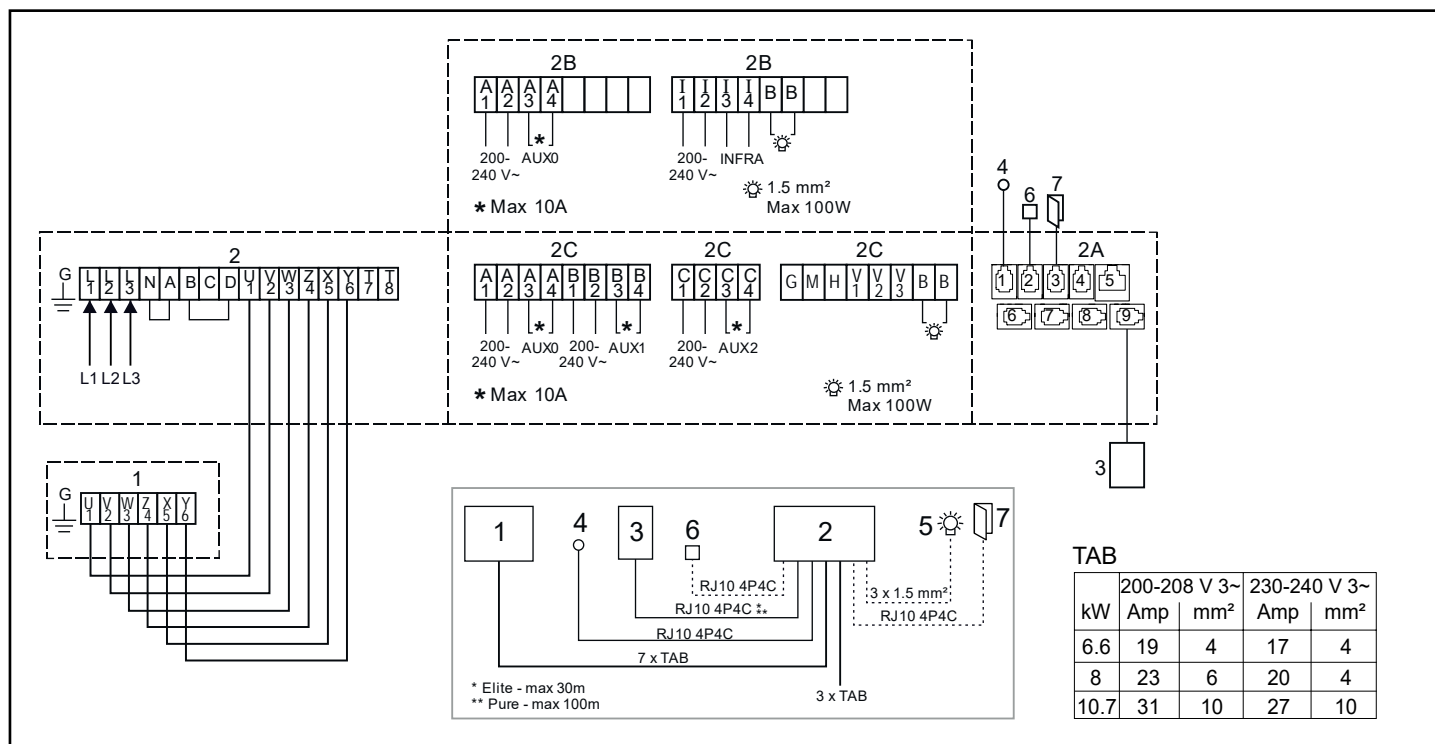 2B 2B
A1 A2 A3 A4 I1 I2 I3 I4 B B
* 
200-240 V~ AUX0 200-240 V~ INFRA
* Max 10A
1.5 mm²
Max 100W
4 6 7
2 2C 2C 2C 2A
G L1 L2 L3 N A B C D U1 V2 W3 Z4 X5 Y6 T7 T8
A1 A2 A3 A4 B1 B2 B3 B4 C1 C2 C3 C4 G M H V1 V2 V3 B B
1 2 3 4 5
6 7 8 9
* * *
200-240 V~ AUX0 200-240 V~ AUX1 200-240 V~ AUX2
L1 L2 L3
* Max 10A
1.5 mm²
Max 100W
3
1
G U1 V2 W3 Z4 X5 Y6
1 4 3 6 2 5 7
RJ10 4P4C
3 x 1.5 mm²
RJ10 4P4C * **
RJ10 4P4C
RJ10 4P4C
7 x TAB
3 x TAB
* Elite - max 30m
** Pure - max 100m
TAB
200-208 V 3~ 230-240 V 3~
kW Amp mm² Amp mm²
6.6 19 4 17 4
8 23 6 20 4
10.7 31 10 27 10